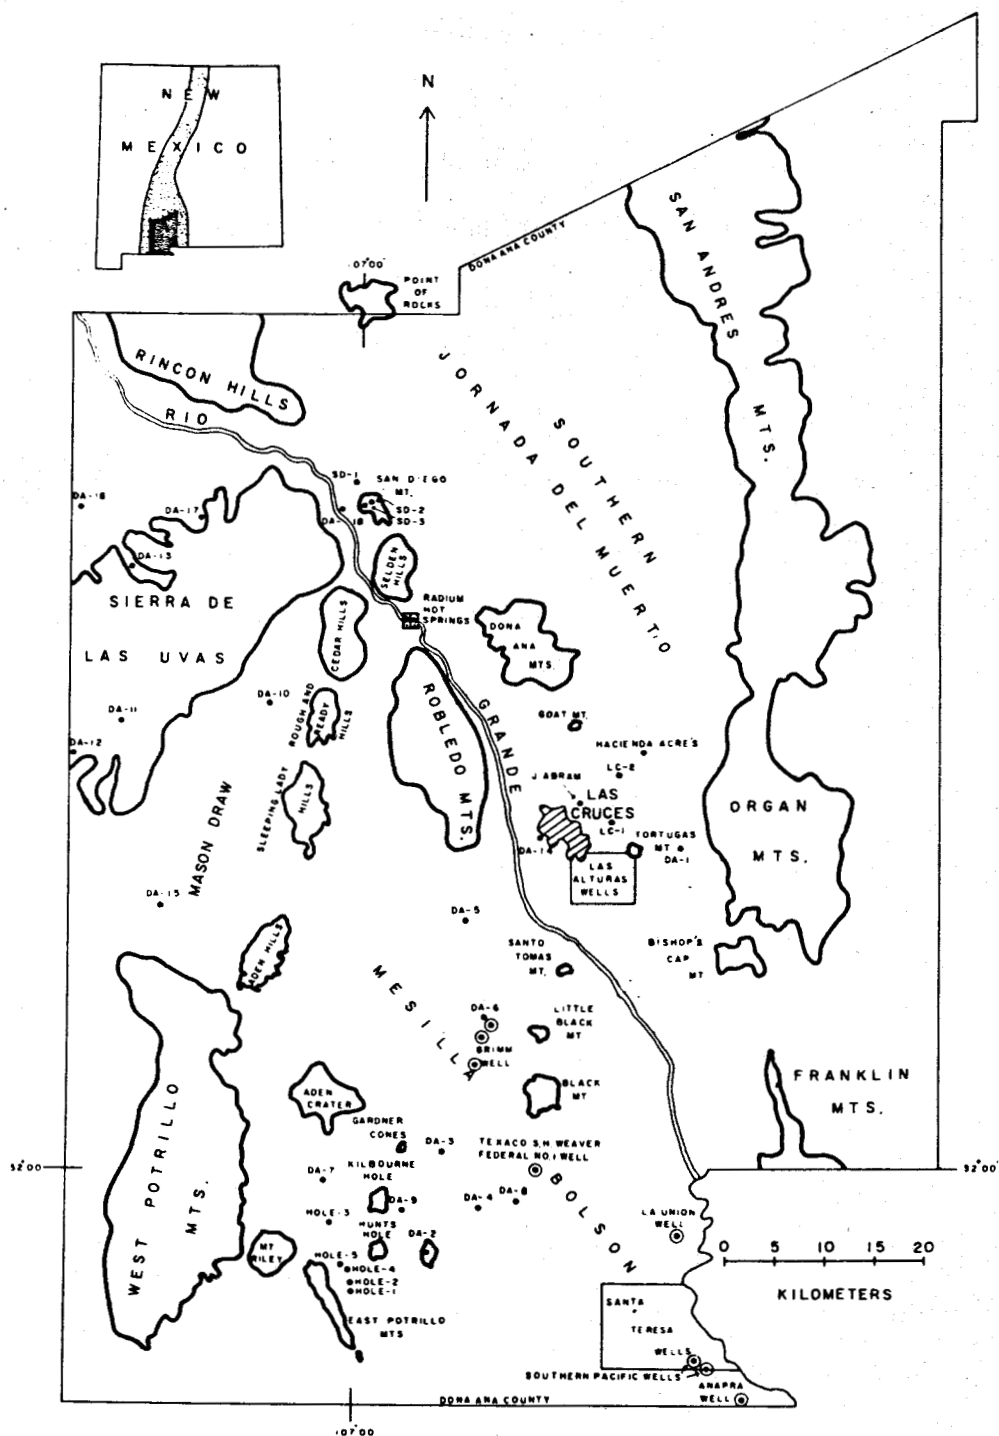 NEW
MEXICO
N
DONA ANA COUNTY
107°00'
POINT
OF
ROCKS
SAN ANDRES
MTS.
RINCON HILLS
RIO
JORNADA DEL MUERTO
SOUTHERN
SD-1
SAN DIEGO
MT.
SD-2
SD-3
DA-17
SELDEN
HILLS
DA-13
SIERRA DE
LAS UVAS
CEDAR HILLS
RADIUM
HOT
SPRINGS
DONA
ANA
MTS.
DA-10
ROUGH AND
READY
HILLS
DA-11
DA-12
ROBLEDO MTS.
GRANDE
GOAT MT.
HACIENDA ACRE'S
LC-2
J. ABRAM
LAS
CRUCES
LC-1
TORTUGAS
MT
DA-1
DA-14
LAS
ALTURAS
WELLS
ORGAN
MTS.
SLEEPING LADY
HILLS
MASON DRAW
DA-15
DA-5
SANTO
TOMAS
MT.
BISHOP'S
CAP
MT
ADEN HILLS
MESILLA
DA-6
BRIMM
WELL
LITTLE
BLACK
MT
BLACK
MT
ADEN
CRATER
GARDNER
CONES
DA-3
TEXACO S.H. WEAVER
FEDERAL NO. 1 WELL
FRANKLIN
MTS.
32°00'
32°00'
WEST POTRILLO
MTS.
DA-7
KILBOURNE
HOLE
DA-9
DA-4
DA-8
BOLSON
HOLE-3
HUNTS
HOLE
DA-2
LA UNION
WELL
MT
RILEY
HOLE-5
HOLE-4
HOLE-2
HOLE-1
0 5 10 15 20
KILOMETERS
EAST POTRILLO
MTS
SANTA
TERESA
WELLS
SOUTHERN PACIFIC WELLS
ANAPRA
WELL
DONA ANA COUNTY
107°00'